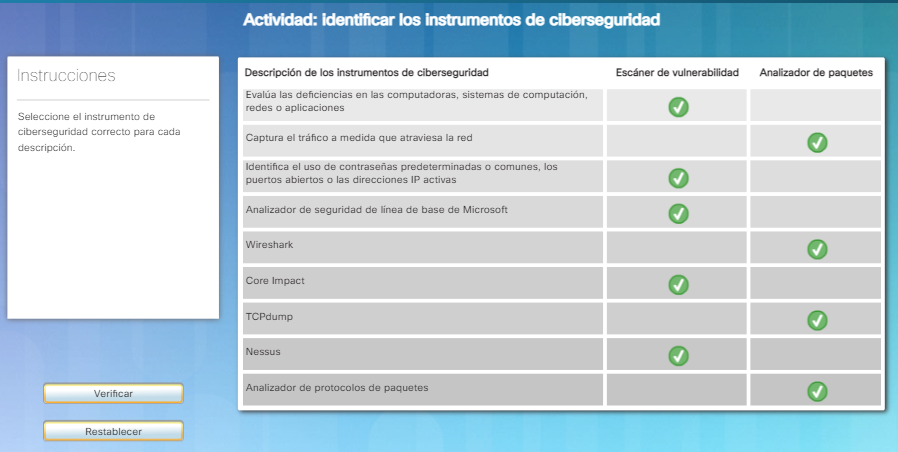 Actividad: identificar los instrumentos de ciberseguridad
Instrucciones
Seleccione el instrumento de
ciberseguridad correcto para cada
descripción.
Verificar
Restablecer
Descripción de los instrumentos de ciberseguridad Escáner de vulnerabilidad Analizador de paquetes
Evalúa las deficiencias en las computadoras, sistemas de computación,
redes o aplicaciones
Captura el tráfico a medida que atraviesa la red
Identifica el uso de contraseñas predeterminadas o comunes, los
puertos abiertos o las direcciones IP activas
Analizador de seguridad de línea de base de Microsoft
Wireshark
Core Impact
TCPdump
Nessus
Analizador de protocolos de paquetes